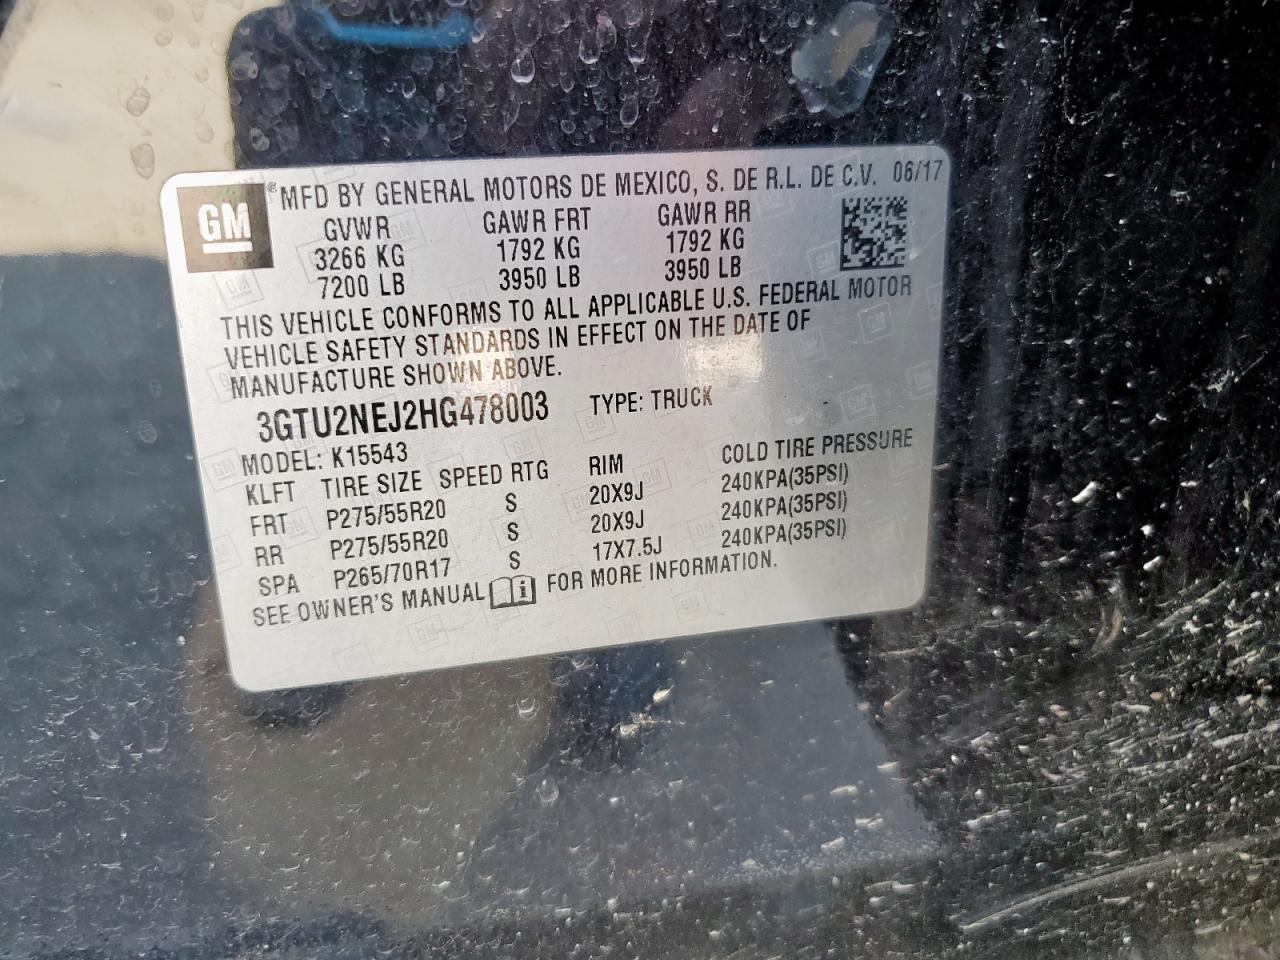 GM ® MFD BY GENERAL MOTORS DE MEXICO, S. DE R.L. DE C.V. 06/17
GVWR GAWR FRT GAWR RR
3266 KG 1792 KG 1792 KG
7200 LB 3950 LB 3950 LB
THIS VEHICLE CONFORMS TO ALL APPLICABLE U.S. FEDERAL MOTOR
VEHICLE SAFETY STANDARDS IN EFFECT ON THE DATE OF
MANUFACTURE SHOWN ABOVE.
3GTU2NEJ2HG478003 TYPE: TRUCK
MODEL: K15543
KLFT TIRE SIZE SPEED RTG RIM COLD TIRE PRESSURE
FRT P275/55R20 S 20X9J 240KPA(35PSI)
RR P275/55R20 S 20X9J 240KPA(35PSI)
SPA P265/70R17 S 17X7.5J 240KPA(35PSI)
SEE OWNER'S MANUAL FOR MORE INFORMATION.